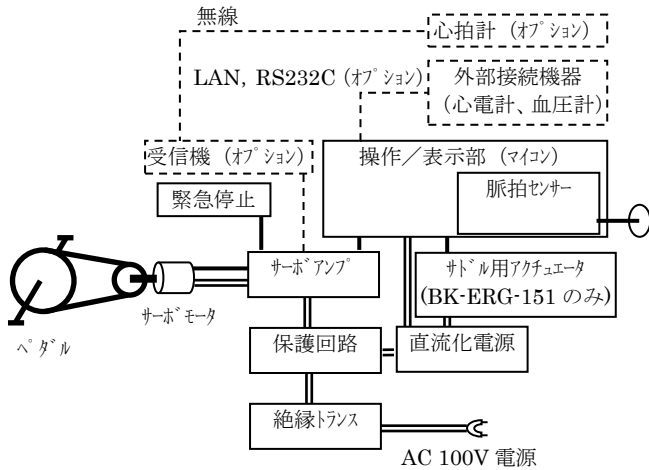 無線
心拍計（ｵﾌﾟｼｮﾝ）
LAN, RS232C（ｵﾌﾟｼｮﾝ）
外部接続機器
（心電計、血圧計）
受信機（ｵﾌﾟｼｮﾝ）
操作／表示部（ﾏｲｺﾝ）
脈拍ｾﾝｻｰ
緊急停止
ｻｰﾎﾞｱﾝﾌﾟ
ｻﾄﾞﾙ用ｱｸﾁｭｴｰﾀ
(BK-ERG-151 のみ)
ｻｰﾎﾞﾓｰﾀ
ﾍﾟﾀﾞﾙ
保護回路
直流化電源
絶縁ﾄﾗﾝｽ
AC 100V 電源